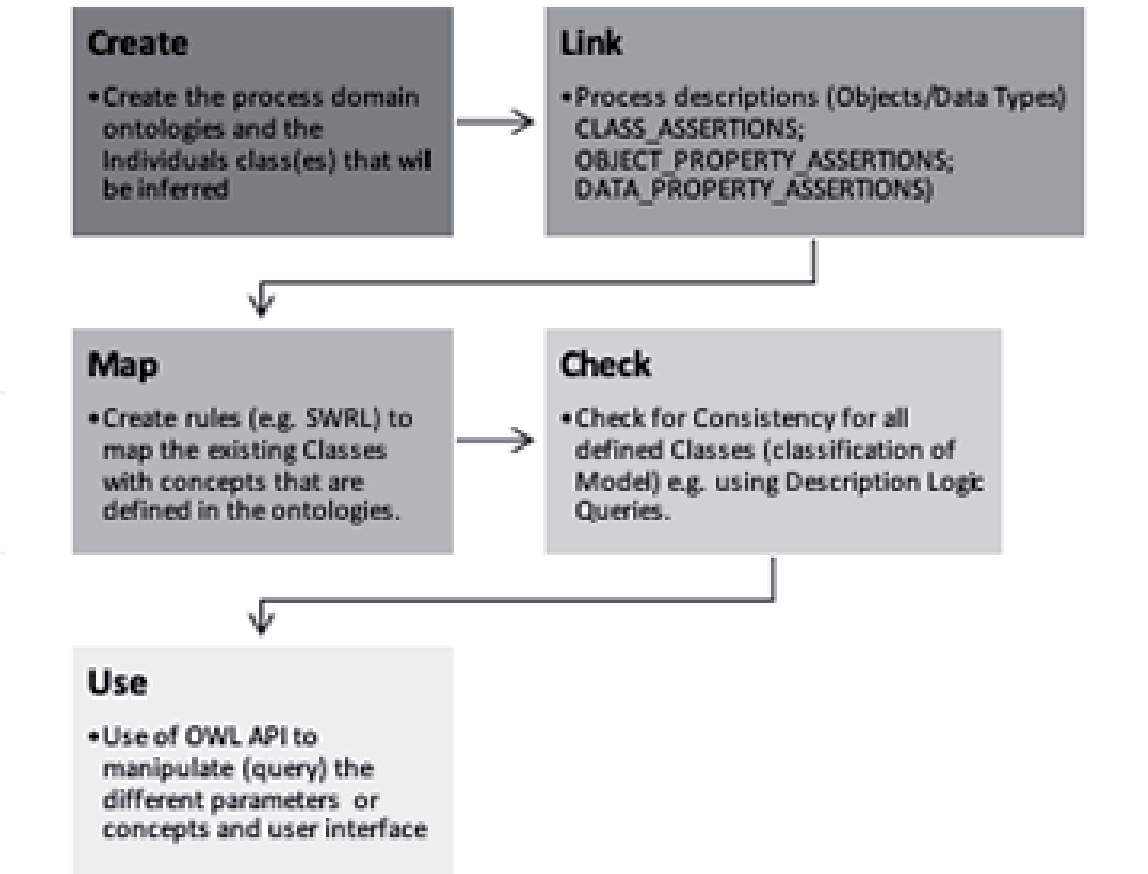 Create
•Create the process domain
ontologies and the
Individuals class(es) that will
be inferred
Link
•Process descriptions (Objects/Data Types)
CLASS_ASSERTIONS;
OBJECT_PROPERTY_ASSERTIONS;
DATA_PROPERTY_ASSERTIONS)
Map
•Create rules (e.g. SWRL) to
map the existing Classes
with concepts that are
defined in the ontologies.
Check
•Check for Consistency for all
defined Classes (classification of
Model) e.g. using Description Logic
Queries.
Use
•Use of OWL API to
manipulate (query) the
different parameters or
concepts and user interface